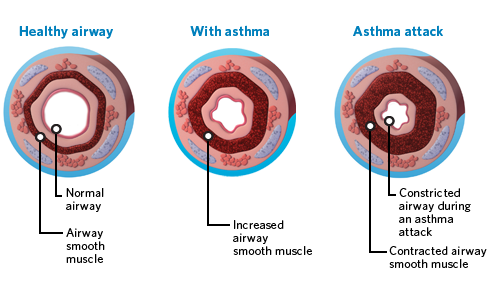 Healthy airway
With asthma
Asthma attack
Normal
airway
Airway
smooth
muscle
Increased
airway
smooth muscle
Constricted
airway during
an asthma
attack
Contracted airway
smooth muscle